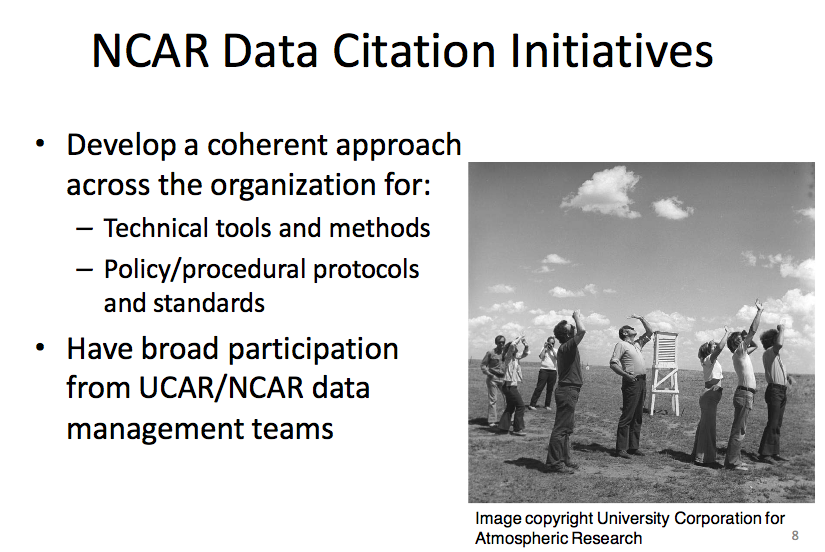 NCAR Data Citation Initiatives
• Develop a coherent approach
across the organization for:
– Technical tools and methods
– Policy/procedural protocols
and standards
• Have broad participation
from UCAR/NCAR data
management teams
Image copyright University Corporation for
Atmospheric Research
8